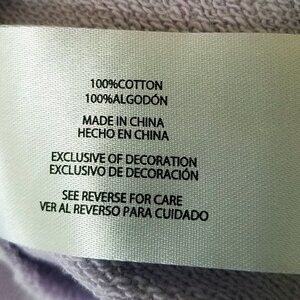 100%COTTON
100%ALGODÓN
MADE IN CHINA
HECHO EN CHINA
EXCLUSIVE OF DECORATION
EXCLUSIVO DE DECORACIÓN
SEE REVERSE FOR CARE
VER AL REVERSO PARA CUIDADO